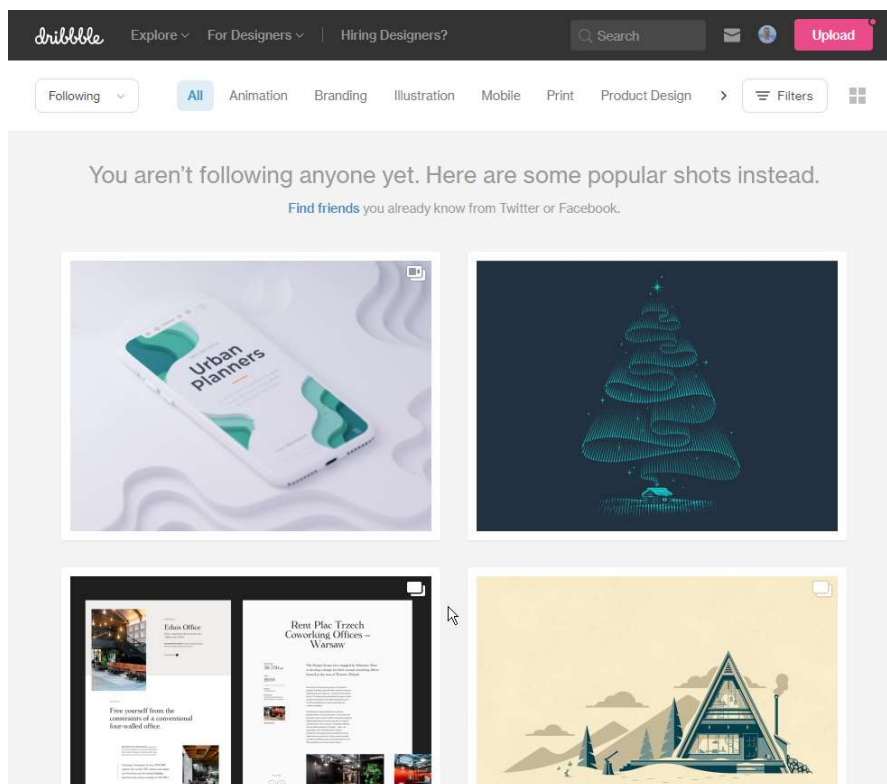 dribbble Explore For Designers Hiring Designers? Search Upload
Following All Animation Branding Illustration Mobile Print Product Design Filters
You aren't following anyone yet. Here are some popular shots instead.
Find friends you already know from Twitter or Facebook.
Urban
Planners
Ethos Office
Free yourself from the
constraints of a conventional
four-walled office.
Rent Plac Trzech
Coworking Offices –
Warsaw